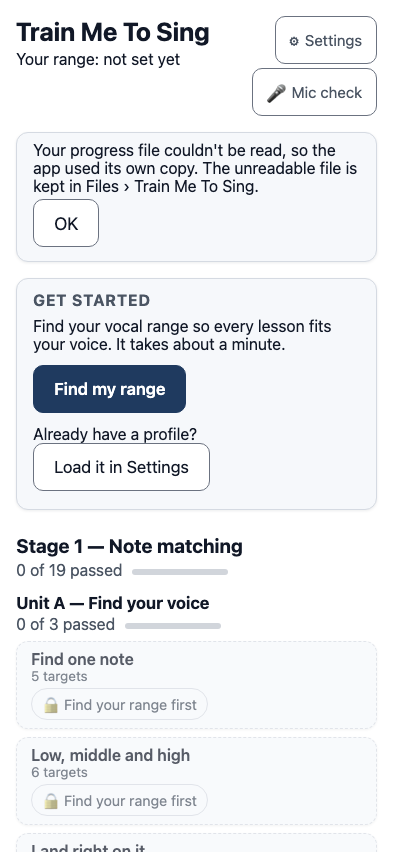 Train Me To Sing
Your range: not set yet
⚙ Settings
🎤 Mic check
Your progress file couldn't be read, so the
app used its own copy. The unreadable file is
kept in Files › Train Me To Sing.
OK
GET STARTED
Find your vocal range so every lesson fits
your voice. It takes about a minute.
Find my range
Already have a profile?
Load it in Settings
Stage 1 — Note matching
0 of 19 passed
Unit A — Find your voice
0 of 3 passed
Find one note
5 targets
🔒 Find your range first
Low, middle and high
6 targets
🔒 Find your range first
Land right on it